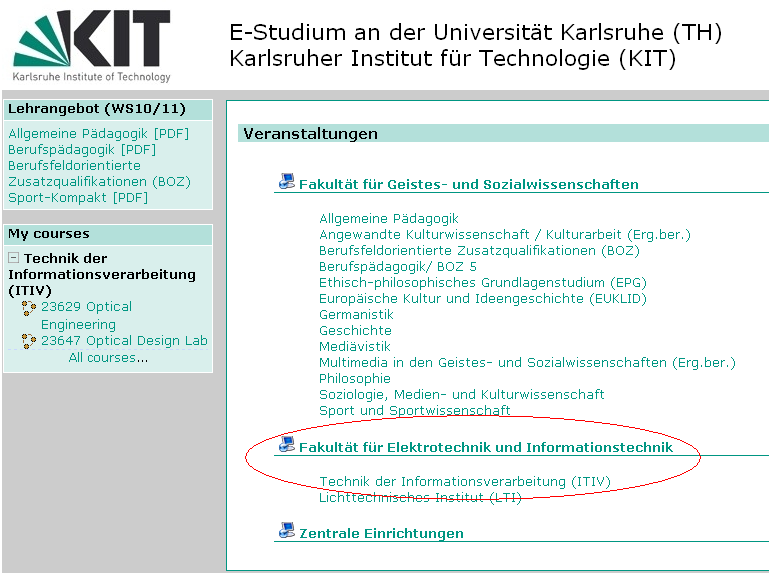 KIT
Karlsruhe Institute of Technology
E-Studium an der Universität Karlsruhe (TH)
Karlsruher Institut für Technologie (KIT)
Lehrangebot (WS10/11)
Allgemeine Pädagogik [PDF]
Berufspädagogik [PDF]
Berufsfeldorientierte
Zusatzqualifikationen (BOZ)
Sport-Kompakt [PDF]
My courses
Technik der
Informationsverarbeitung
(ITIV)
23629 Optical
Engineering
23647 Optical Design Lab
All courses...
Veranstaltungen
Fakultät für Geistes- und Sozialwissenschaften
Allgemeine Pädagogik
Angewandte Kulturwissenschaft / Kulturarbeit (Erg.ber.)
Berufsfeldorientierte Zusatzqualifikationen (BOZ)
Berufspädagogik/ BOZ 5
Ethisch-philosophisches Grundlagenstudium (EPG)
Europäische Kultur und Ideengeschichte (EUKLID)
Germanistik
Geschichte
Mediävistik
Multimedia in den Geistes- und Sozialwissenschaften (Erg.ber.)
Philosophie
Soziologie, Medien- und Kulturwissenschaft
Sport und Sportwissenschaft
Fakultät für Elektrotechnik und Informationstechnik
Technik der Informationsverarbeitung (ITIV)
Lichttechnisches Institut (LTI)
Zentrale Einrichtungen